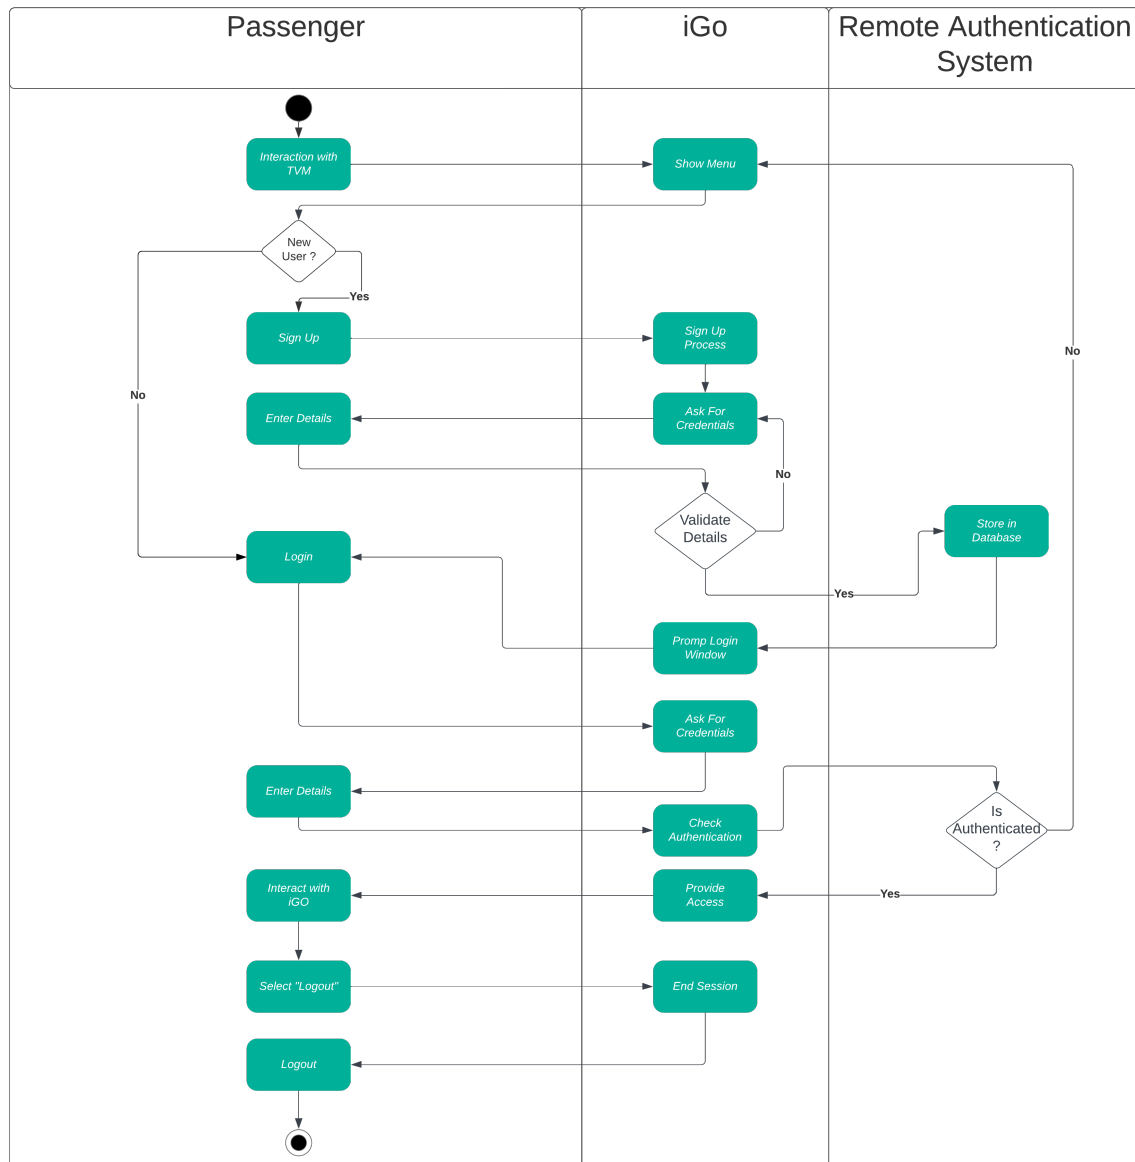 Passenger
iGo
Remote Authentication
System
Interaction with
TVM
Show Menu
New
User ?
Yes
Sign Up
Sign Up
Process
No
No
Enter Details
Ask For
Credentials
No
Validate
Details
Store in
Database
Login
Yes
Promp Login
Window
Ask For
Credentials
Enter Details
Check
Authentication
Is
Authenticated
?
Interact with
iGO
Provide
Access
Yes
Select "Logout"
End Session
Logout